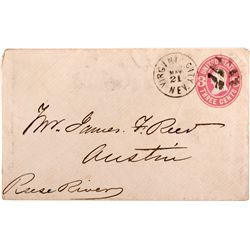 VIRGINIA CITY
MAY
21
NEV.
UNITED STATES
THREE CENTS
Mr. James F. Reed
Austin
Reese River